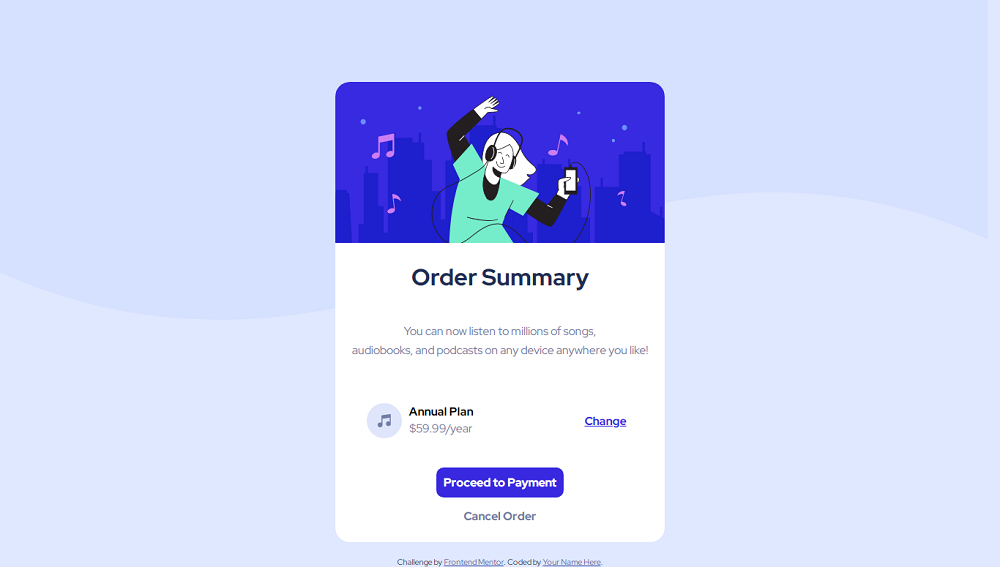 Order Summary
You can now listen to millions of songs,
audiobooks, and podcasts on any device anywhere you like!
Annual Plan
$59.99/year
Change
Proceed to Payment
Cancel Order
Challenge by Frontend Mentor. Coded by Your Name Here.